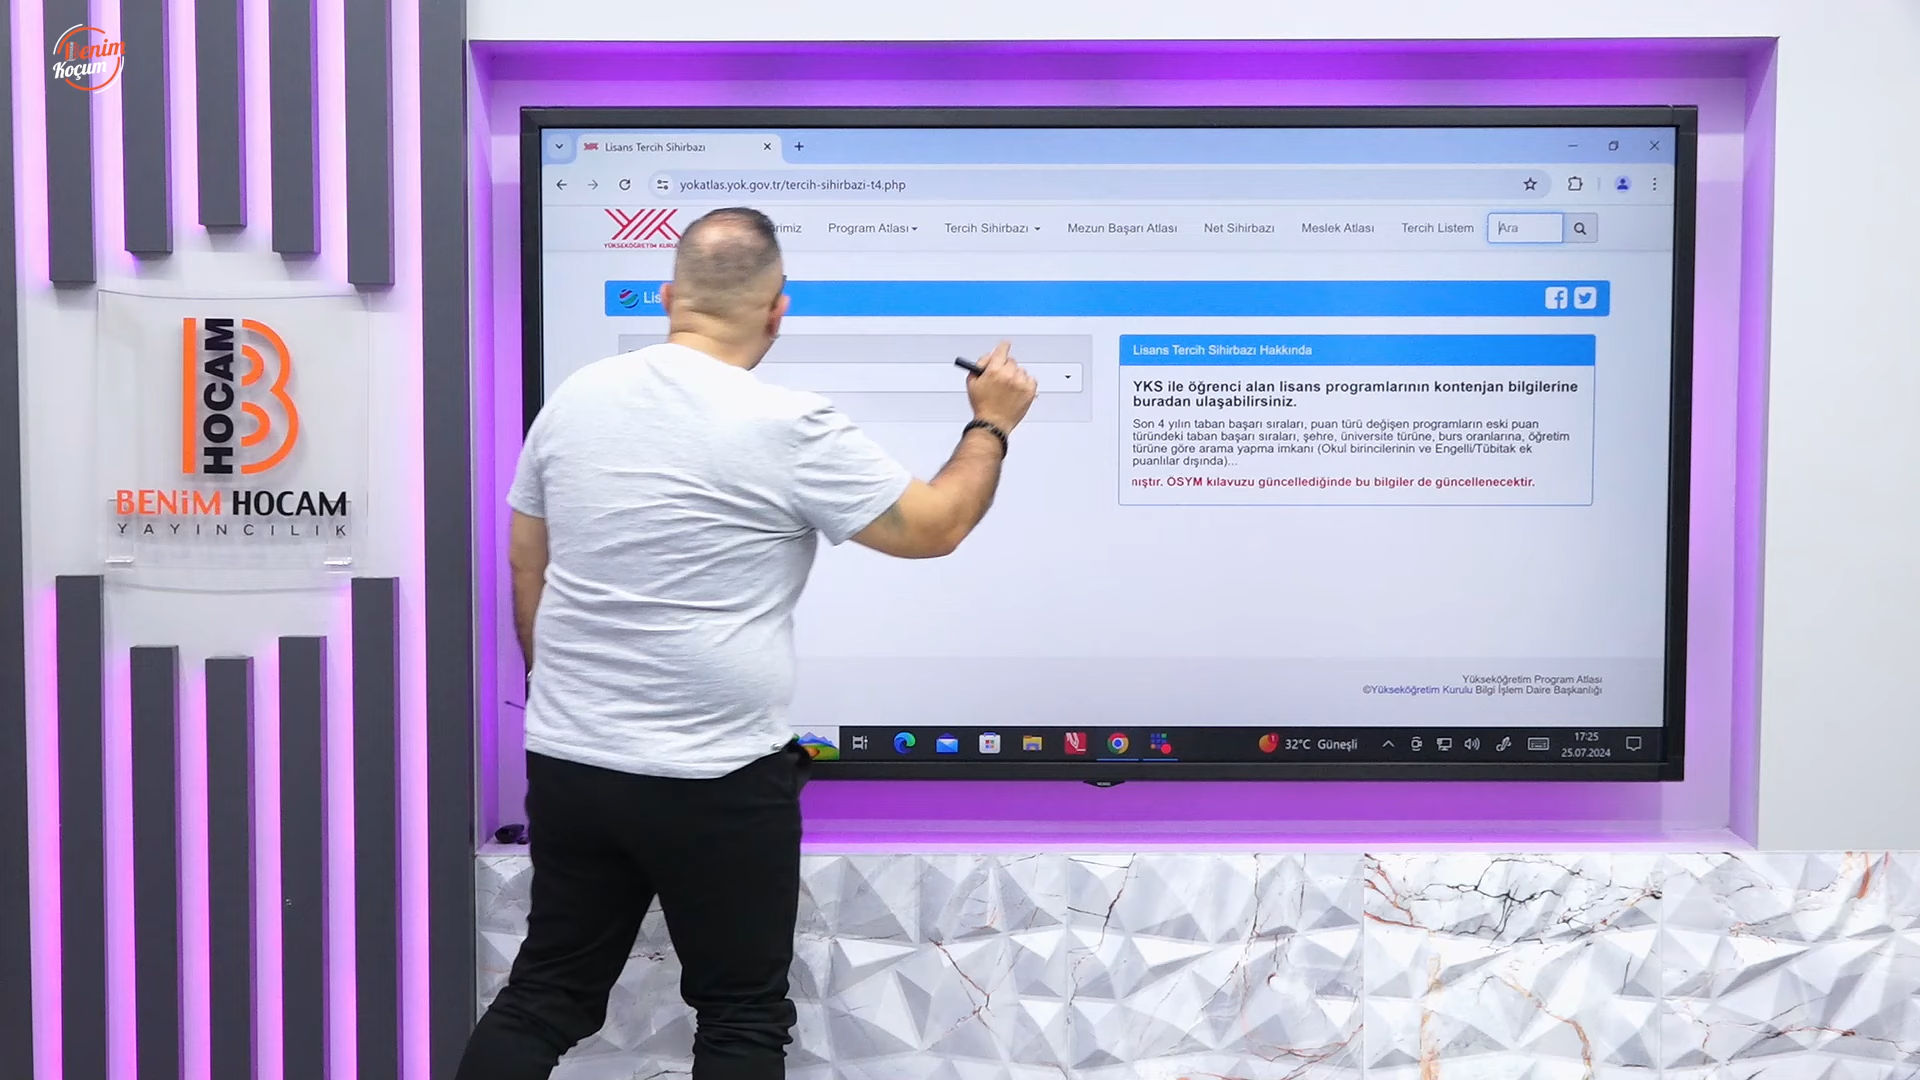 Benim
Koçum
HOCAM
BENiM HOCAM
YAYINCILIK
Lisans Tercih Sihirbazı
yokatlas.yok.gov.tr/tercih-sihirbazi-t4.php
Program Atlası
Tercih Sihirbazı
Mezun Başarı Atlası
Net Sihirbazı
Meslek Atlası
Tercih Listem
Ara
Lisans Tercih Sihirbazı Hakkında
YKS ile öğrenci alan lisans programlarının kontenjan bilgilerine
buradan ulaşabilirsiniz.
Son 4 yılın taban başarı sıraları, puan türü değişen programların eski puan
türündeki taban başarı sıraları, şehre, üniversite türüne, burs oranlarına, öğretim
türüne göre arama yapma imkanı (Okul birincilerinin ve Engelli/Tübitak ek
puanlılar dışında)...
mıştır. ÖSYM kılavuzu güncellediğinde bu bilgiler de güncellenecektir.
Yükseköğretim Program Atlası
©Yükseköğretim Kurulu Bilgi İşlem Daire Başkanlığı
32°C Güneşli
17:25
25.07.2024